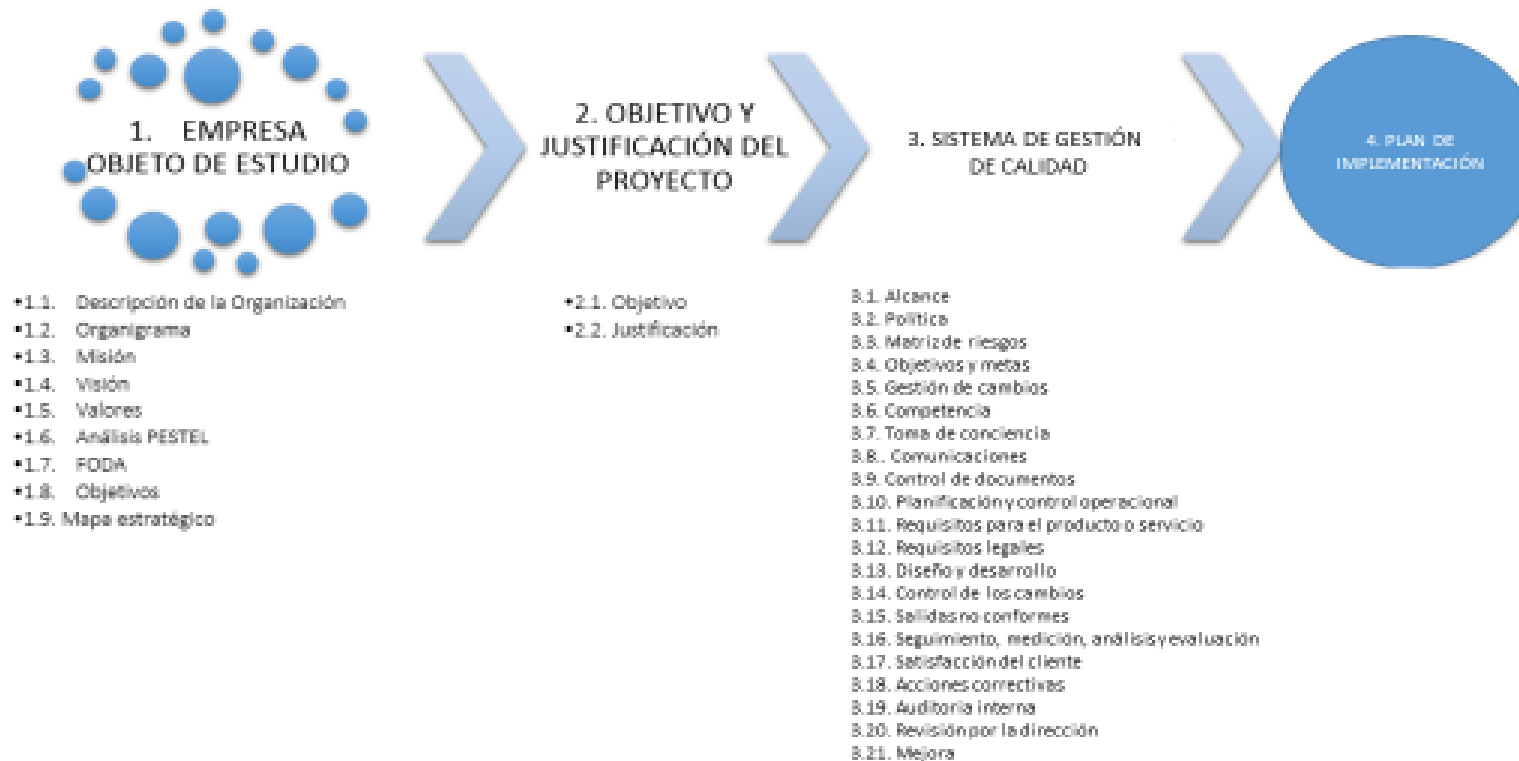 1. EMPRESA
OBJETO DE ESTUDIO
•1.1. Descripción de la Organización
•1.2. Organigrama
•1.3. Misión
•1.4. Visión
•1.5. Valores
•1.6. Análisis PESTEL
•1.7. FODA
•1.8. Objetivos
•1.9. Mapa estratégico
2. OBJETIVO Y
JUSTIFICACIÓN DEL
PROYECTO
•2.1. Objetivo
•2.2. Justificación
3. SISTEMA DE GESTIÓN
DE CALIDAD
3.1. Alcance
3.2. Política
3.3. Matriz de riesgos
3.4. Objetivos y metas
3.5. Gestión de cambios
3.6. Competencia
3.7. Toma de conciencia
3.8.. Comunicaciones
3.9. Control de documentos
3.10. Planificación y control operacional
3.11. Requisitos para el producto o servicio
3.12. Requisitos legales
3.13. Diseño y desarrollo
3.14. Control de los cambios
3.15. Salidas no conformes
3.16. Seguimiento, medición, análisis y evaluación
3.17. Satisfacción del cliente
3.18. Acciones correctivas
3.19. Auditoria interna
3.20. Revisión por la dirección
3.21. Mejora
4. PLAN DE
IMPLEMENTACIÓN